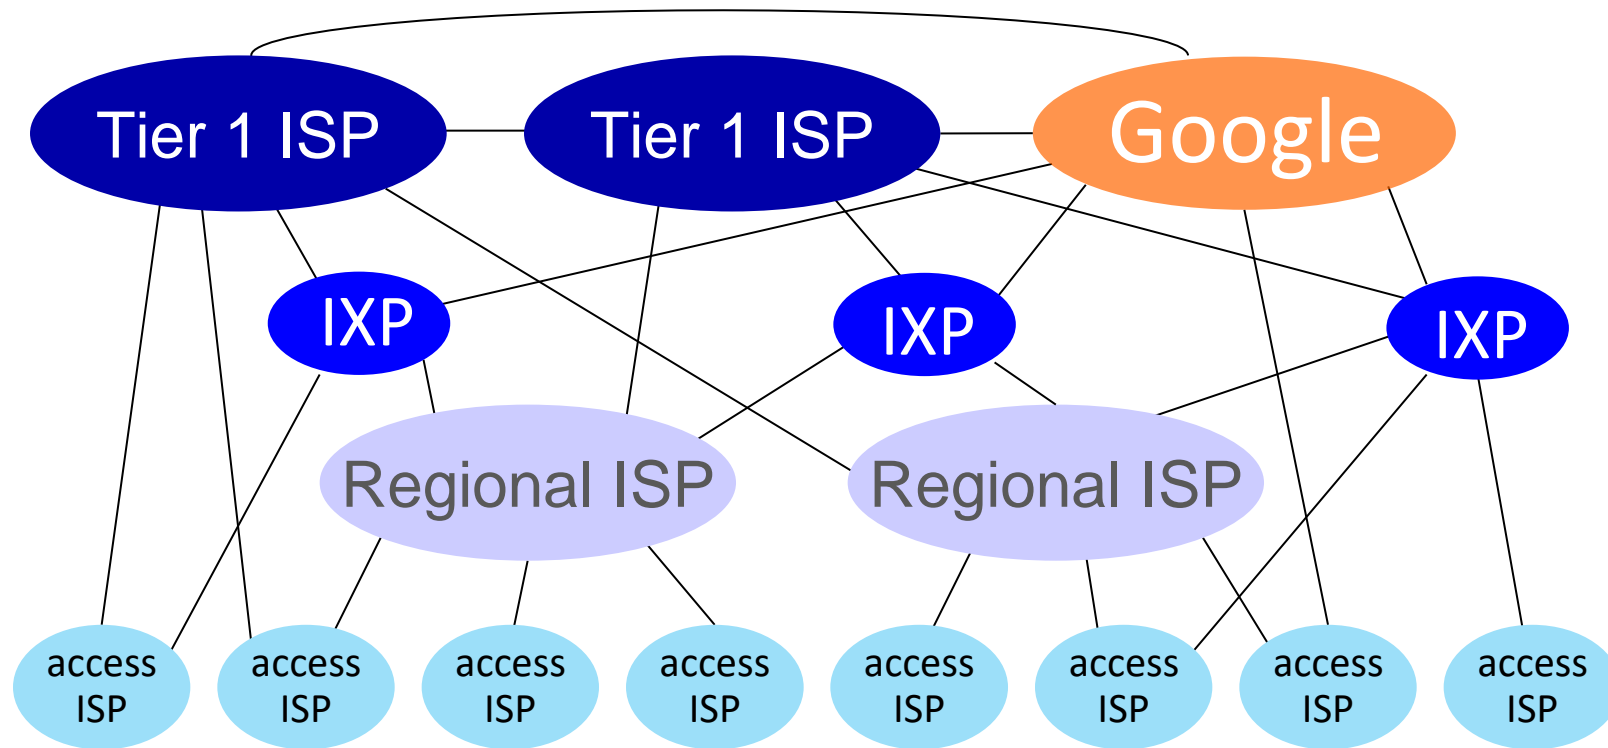 Tier 1 ISP
Tier 1 ISP
Google
IXP
IXP
IXP
Regional ISP
Regional ISP
access
ISP
access
ISP
access
ISP
access
ISP
access
ISP
access
ISP
access
ISP
access
ISP